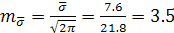 m_σ̅ = σ̅/√2π = 7.6/21.8 = 3.5